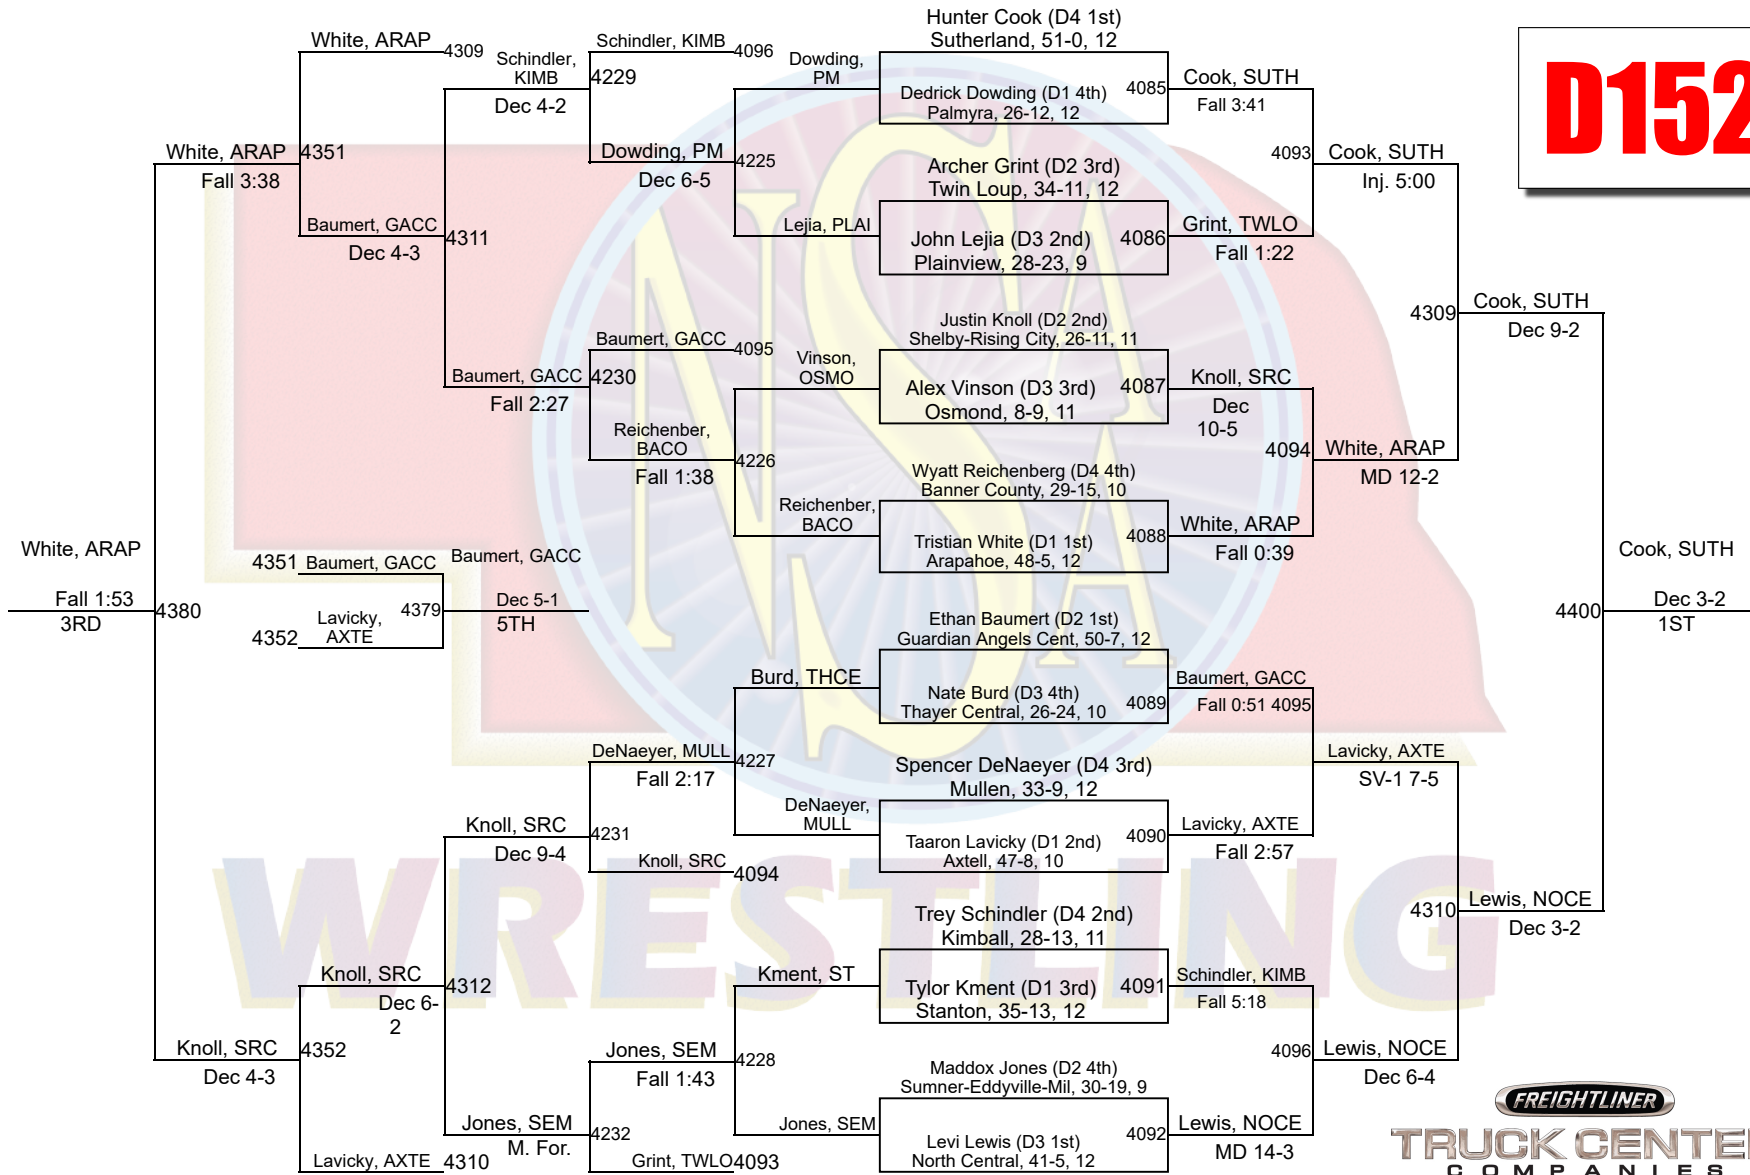 Hunter Cook (D4 1st)
Sutherland, 51-0, 12
Dedrick Dowding (D1 4th)
Palmyra, 26-12, 12
4085
Archer Grint (D2 3rd)
Twin Loup, 34-11, 12
John Lejia (D3 2nd)
Plainview, 28-23, 9
4086
Justin Knoll (D2 2nd)
Shelby-Rising City, 26-11, 11
Alex Vinson (D3 3rd)
Osmond, 8-9, 11
4087
Wyatt Reichenberg (D4 4th)
Banner County, 29-15, 10
Tristian White (D1 1st)
Arapahoe, 48-5, 12
4088
Ethan Baumert (D2 1st)
Guardian Angels Cent, 50-7, 12
Nate Burd (D3 4th)
Thayer Central, 26-24, 10
4089
Spencer DeNaeyer (D4 3rd)
Mullen, 33-9, 12
Taaron Lavicky (D1 2nd)
Axtell, 47-8, 10
4090
Trey Schindler (D4 2nd)
Kimball, 28-13, 11
Tylor Kment (D1 3rd)
Stanton, 35-13, 12
4091
Maddox Jones (D2 4th)
Sumner-Eddyville-Mil, 30-19, 9
Levi Lewis (D3 1st)
North Central, 41-5, 12
4092
Cook, SUTH
Fall 3:41
4093
Grint, TWLO
Fall 1:22
Knoll, SRC
Dec
10-5
4094
White, ARAP
Fall 0:39
Baumert, GACC
Fall 0:51 4095
Lavicky, AXTE
Fall 2:57
Schindler, KIMB
Fall 5:18
4096
Lewis, NOCE
MD 14-3
Cook, SUTH
Inj. 5:00
4309
White, ARAP
MD 12-2
Lavicky, AXTE
SV-1 7-5
4310
Lewis, NOCE
Dec 6-4
Cook, SUTH
Dec 9-2
4400
Lewis, NOCE
Dec 3-2
Cook, SUTH
Dec 3-2
1ST
Dowding,
PM
Lejia, PLAI
Vinson,
OSMO
Reichenber,
BACO
Burd, THCE
DeNaeyer,
MULL
Kment, ST
Jones, SEM
Schindler, KIMB 4096
Dowding, PM 4225
Dec 6-5
Baumert, GACC 4095
Reichenber,
BACO
4226
Fall 1:38
DeNaeyer, MULL 4227
Fall 2:17
Knoll, SRC 4094
Jones, SEM 4228
Fall 1:43
Grint, TWLO 4093
Schindler,
KIMB
4229
Dec 4-2
Baumert, GACC 4230
Fall 2:27
Knoll, SRC 4231
Dec 9-4
Jones, SEM 4232
M. For.
White, ARAP 4309
Baumert, GACC 4311
Dec 4-3
Knoll, SRC 4312
Dec 6-
2
Lavicky, AXTE 4310
White, ARAP 4351
Fall 3:38
Knoll, SRC 4352
Dec 4-3
White, ARAP
Fall 1:53
4380
3RD
4351 Baumert, GACC
4352 Lavicky,
AXTE
4379
Baumert, GACC
Dec 5-1
5TH
D152
NSAA
WRESTLING
FREIGHTLINER
TRUCK CENTE
COMPANIES